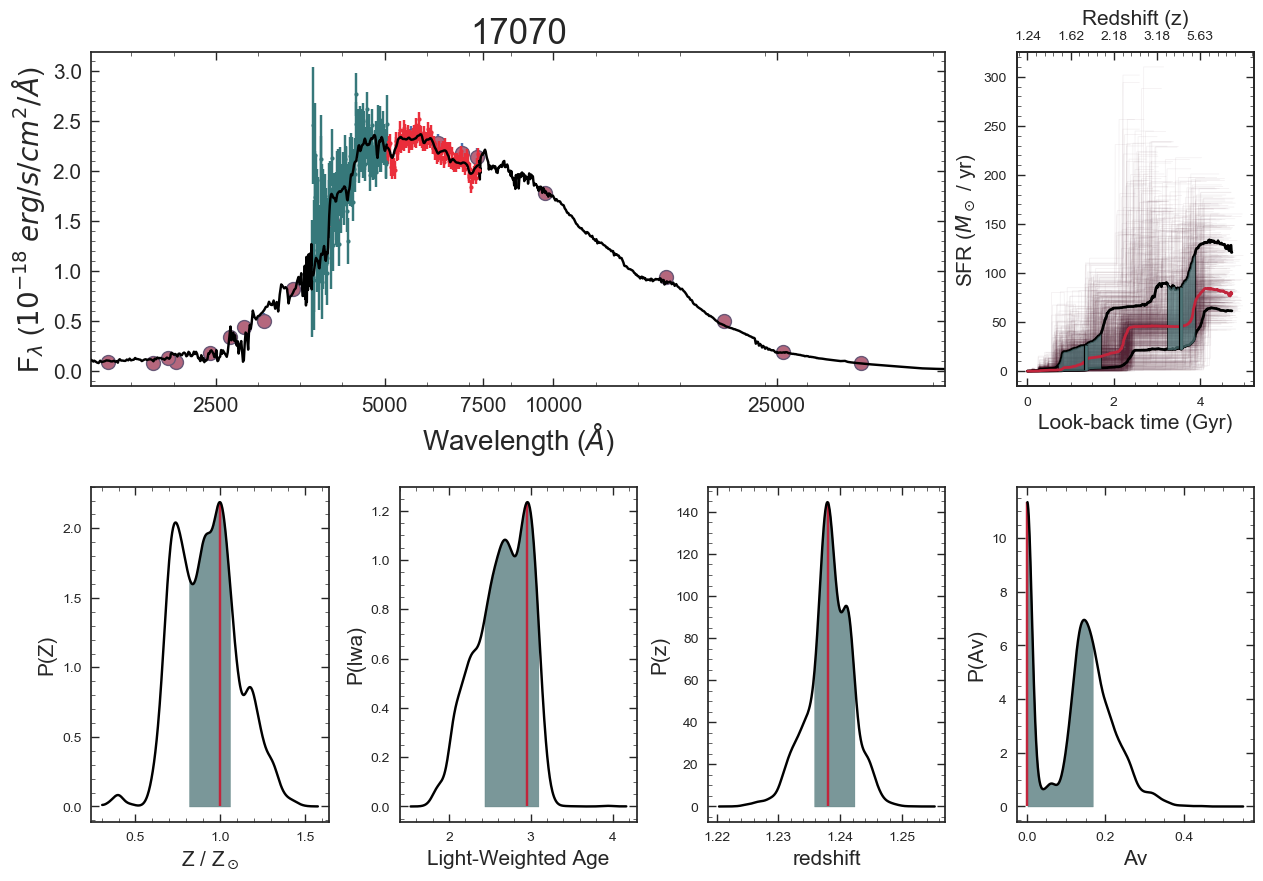 17070
F_λ (10^{-18} erg/s/cm^2/Å)
3.0
2.5
2.0
1.5
1.0
0.5
0.0
2500 5000 7500 10000 25000
Wavelength (Å)
Redshift (z)
1.24 1.62 2.18 3.18 5.63
SFR (M_⊙ / yr)
300
250
200
150
100
50
0
0 2 4
Look-back time (Gyr)
P(Z)
2.0
1.5
1.0
0.5
0.0
0.5 1.0 1.5
Z / Z_⊙
P(lwa)
1.2
1.0
0.8
0.6
0.4
0.2
0.0
2 3 4
Light-Weighted Age
P(z)
140
120
100
80
60
40
20
0
1.22 1.23 1.24 1.25
redshift
P(Av)
10
8
6
4
2
0
0.0 0.2 0.4
Av